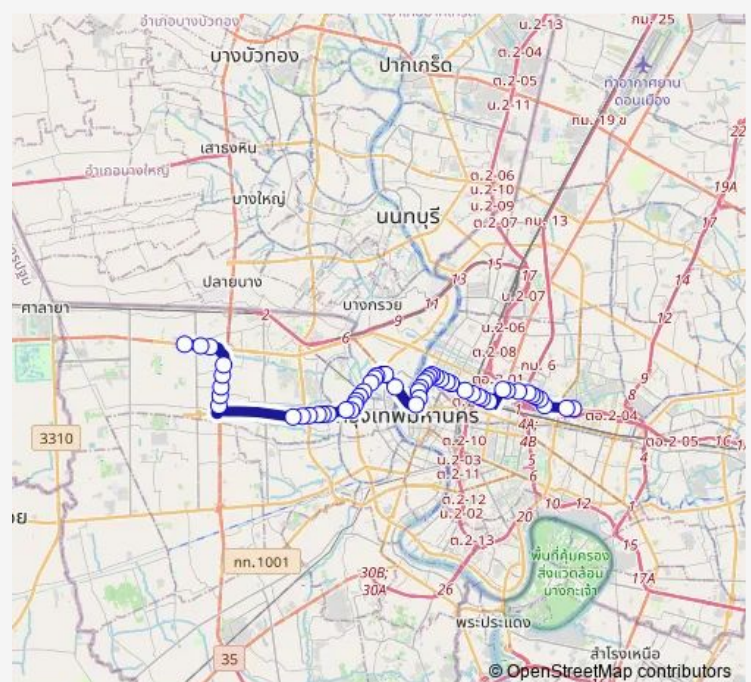 อำเภอบางบัวทอง
น.2-13
กม. 25
บางบัวทอง
ต.2-04
ปากเกร็ด
ต.2-05
ท่าอากาศยาน
ดอนเมือง
น.2-11
กม. 19 ข
22
เสาธงหิน
อำเภอบางใหญ่
ต.2-06
19A
น.2-10
บางใหญ่
น.2-09
นนทบุรี
ต.2-07
กม. 13
17
15
ปลายบาง
13
17
14
ศาลายา
2
บางกรวย
11
น.2-07
9
12
6
น.2-06
ต.2-08
กม. 6
9
8
1
ตอ.2-04
กรุงเทพมหานคร
4A;
4B
ตอ.2-05
1C
3310
ต.2-10
น.2-03
5
ต.2-11
6
ต.2-12
10
12
1
20
น.2-02
ต.2-13
15
พื้นที่คุ้มครอง
สิ่งแวดล้อม
บางกะเจ้า
กท.1001
30B;
30A
26
17A
พระประแดง
35
สำโรงเหนือ
© OpenStreetMap contributors